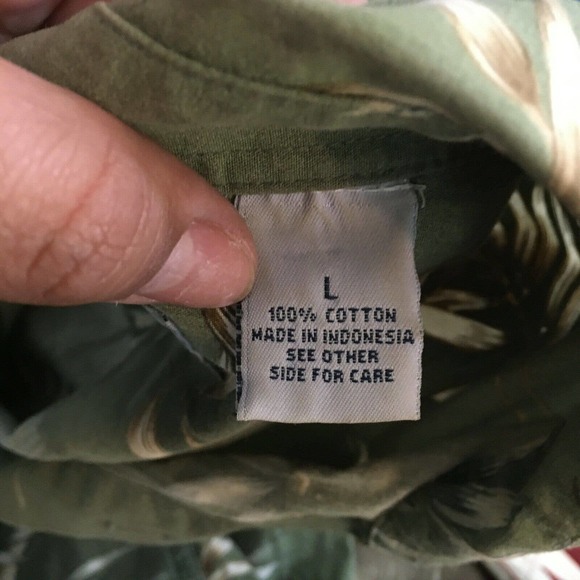 L
100% COTTON
MADE IN INDONESIA
SEE OTHER
SIDE FOR CARE